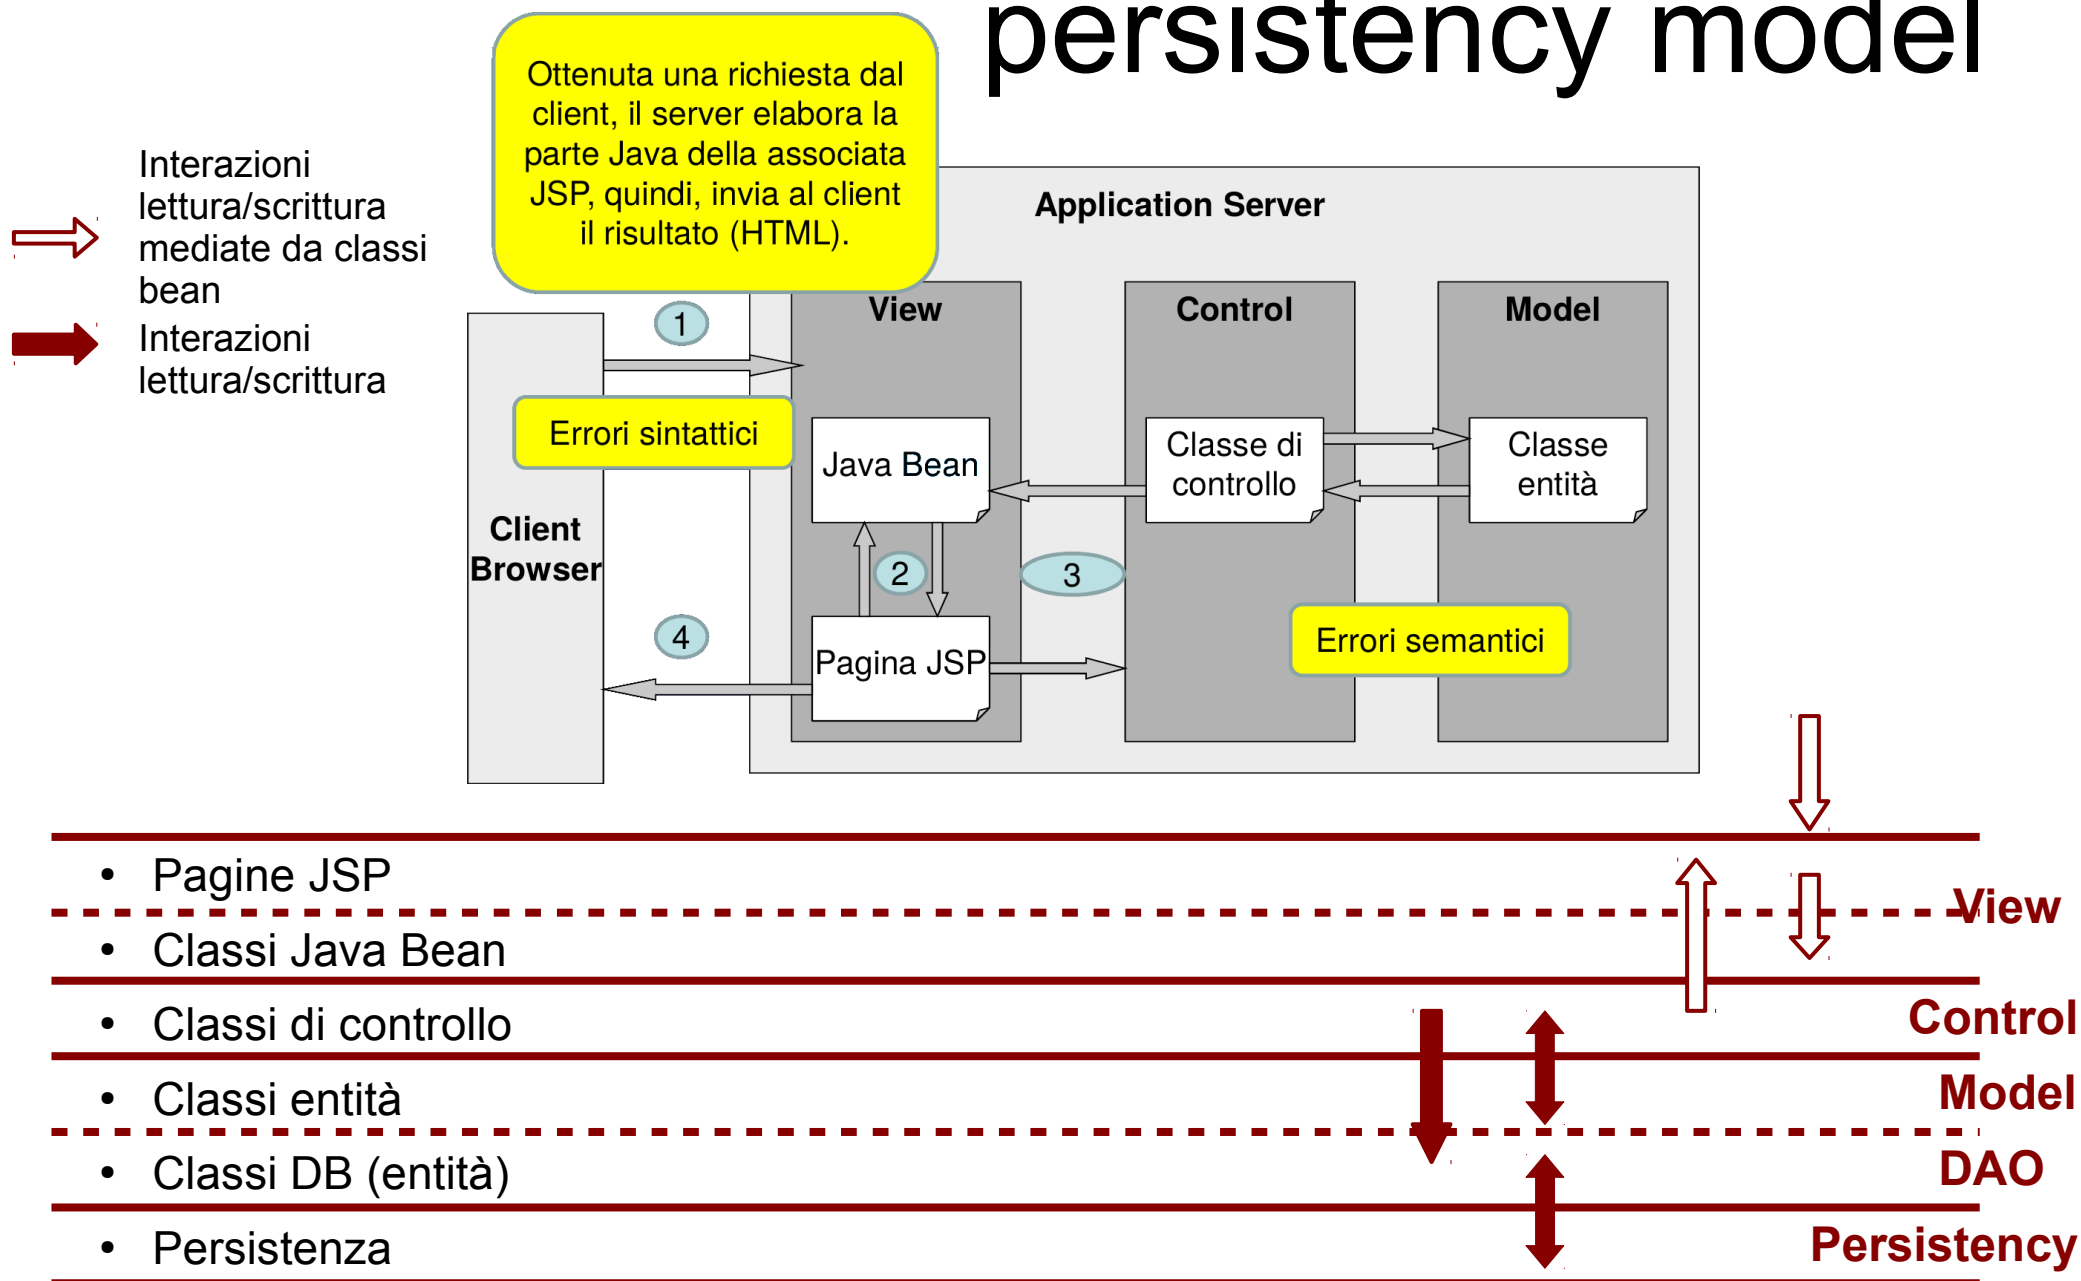 persistency model
Ottenuta una richiesta dal
client, il server elabora la
parte Java della associata
JSP, quindi, invia al client
il risultato (HTML).
Interazioni
lettura/scrittura
mediate da classi
bean
Interazioni
lettura/scrittura
Application Server
View
Control
Model
1
Errori sintattici
Java Bean
Classe di
controllo
Classe
entità
Client
Browser
2
3
4
Pagina JSP
Errori semantici
• Pagine JSP
View
• Classi Java Bean
• Classi di controllo
Control
• Classi entità
Model
• Classi DB (entità)
DAO
• Persistenza
Persistency